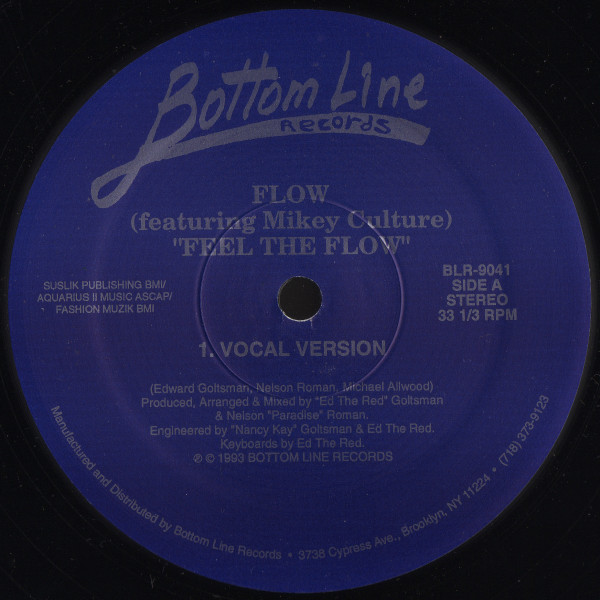 Bottom Line
Records
FLOW
(featuring Mikey Culture)
"FEEL THE FLOW"
SUSLIK PUBLISHING BMI/
AQUARIUS II MUSIC ASCAP/
FASHION MUZIK BMI
BLR-9041
SIDE A
STEREO
33 1/3 RPM
1. VOCAL VERSION
(Edward Goltsman, Nelson Roman, Michael Allwood)
Produced, Arranged & Mixed by "Ed The Red" Goltsman
& Nelson "Paradise" Roman.
Engineered by "Nancy Kay" Goltsman & Ed The Red.
Keyboards by Ed The Red.
℗ © 1993 BOTTOM LINE RECORDS
Manufactured and Distributed by Bottom Line Records • 3738 Cypress Ave., Brooklyn, NY 11224 • (718) 373-9123